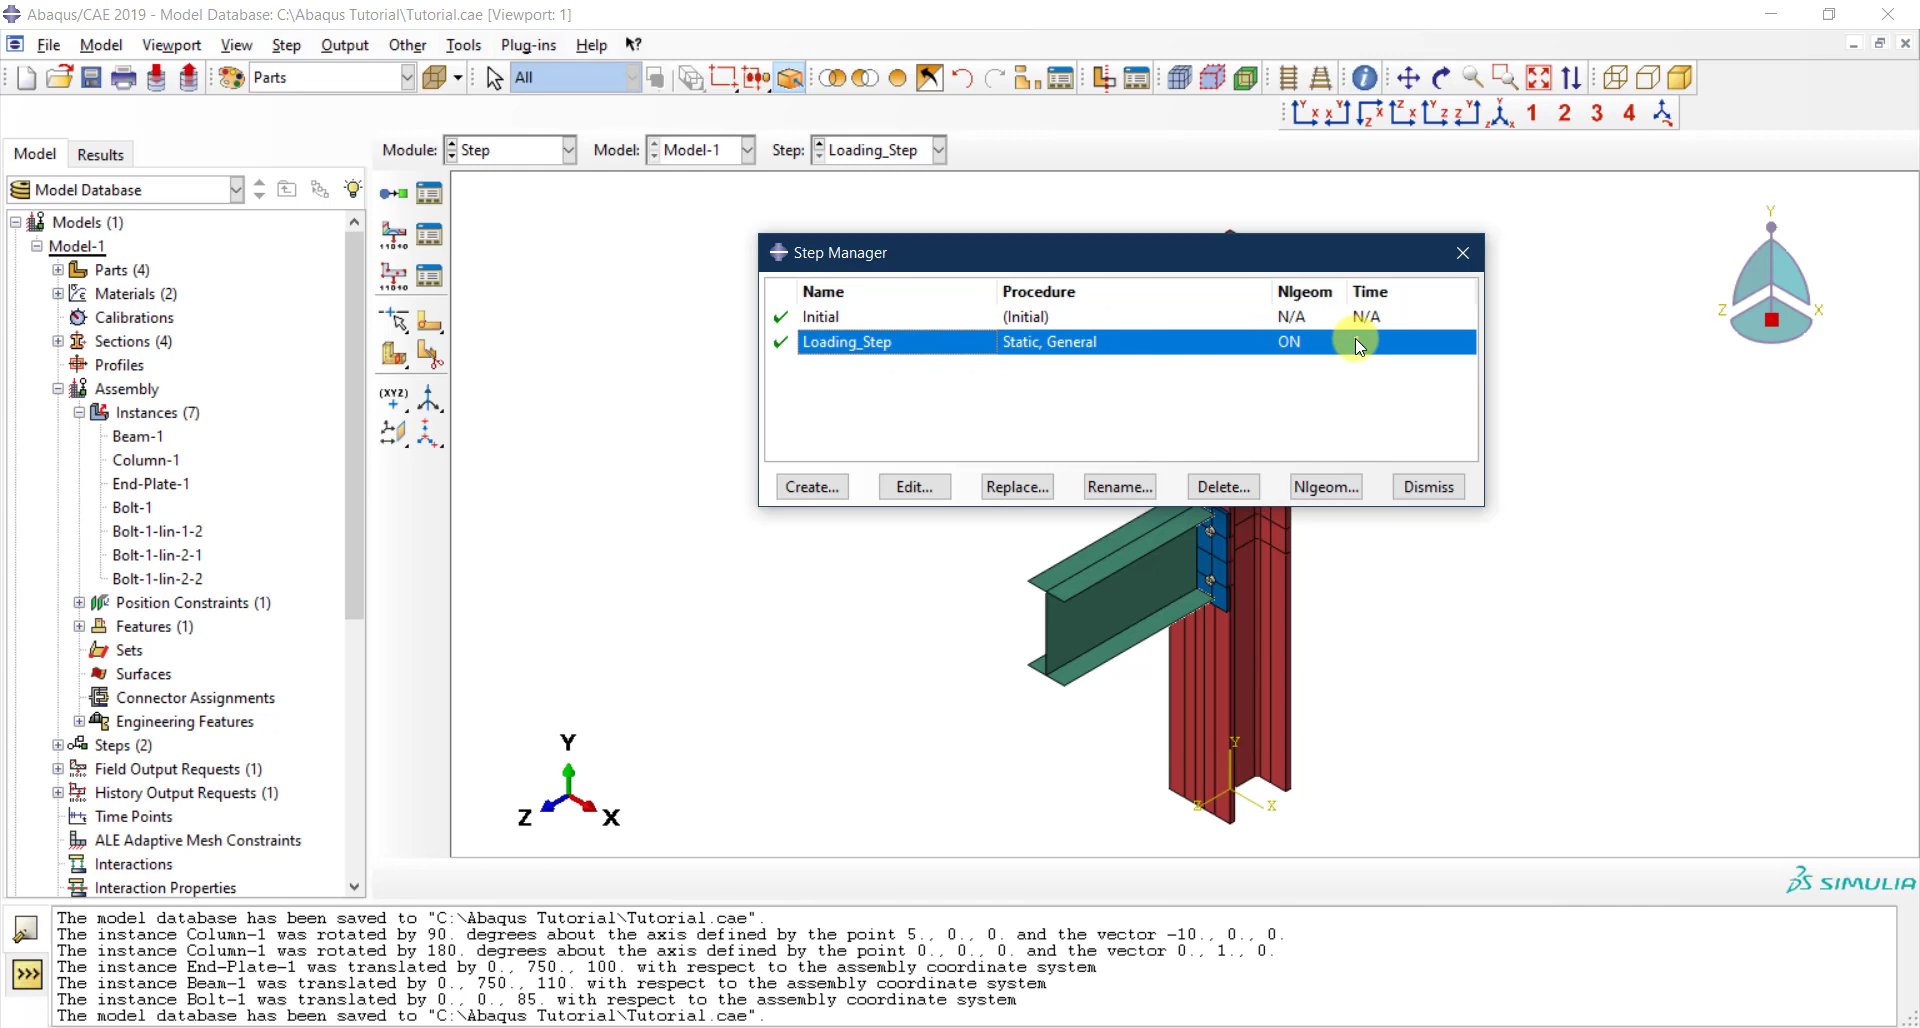 Abaqus/CAE 2019 - Model Database: C:\Abaqus Tutorial\Tutorial.cae [Viewport: 1]
File Model Viewport View Step Output Other Tools Plug-ins Help ?
Parts All
1 2 3 4
Model Results
Module: Step Model: Model-1 Step: Loading_Step
Model Database
Models (1)
Model-1
Parts (4)
Materials (2)
Calibrations
Sections (4)
Profiles
Assembly
Instances (7)
Beam-1
Column-1
End-Plate-1
Bolt-1
Bolt-1-lin-1-2
Bolt-1-lin-2-1
Bolt-1-lin-2-2
Position Constraints (1)
Features (1)
Sets
Surfaces
Connector Assignments
Engineering Features
Steps (2)
Field Output Requests (1)
History Output Requests (1)
Time Points
ALE Adaptive Mesh Constraints
Interactions
Interaction Properties
(XYZ)
Step Manager
Name Procedure Nlgeom Time
Initial (Initial) N/A N/A
Loading_Step Static, General ON
Create... Edit... Replace... Rename... Delete... Nlgeom... Dismiss
Y
Z X
Y
Z X
Y
Z X
SIMULIA
The model database has been saved to "C:\Abaqus Tutorial\Tutorial.cae".
The instance Column-1 was rotated by 90. degrees about the axis defined by the point 5., 0., 0. and the vector -10., 0., 0.
The instance Column-1 was rotated by 180. degrees about the axis defined by the point 0., 0., 0. and the vector 0., 1., 0.
The instance End-Plate-1 was translated by 0., 750., 100. with respect to the assembly coordinate system
The instance Beam-1 was translated by 0., 750., 110. with respect to the assembly coordinate system
The instance Bolt-1 was translated by 0., 0., 85. with respect to the assembly coordinate system
The model database has been saved to "C:\Abaqus Tutorial\Tutorial.cae".